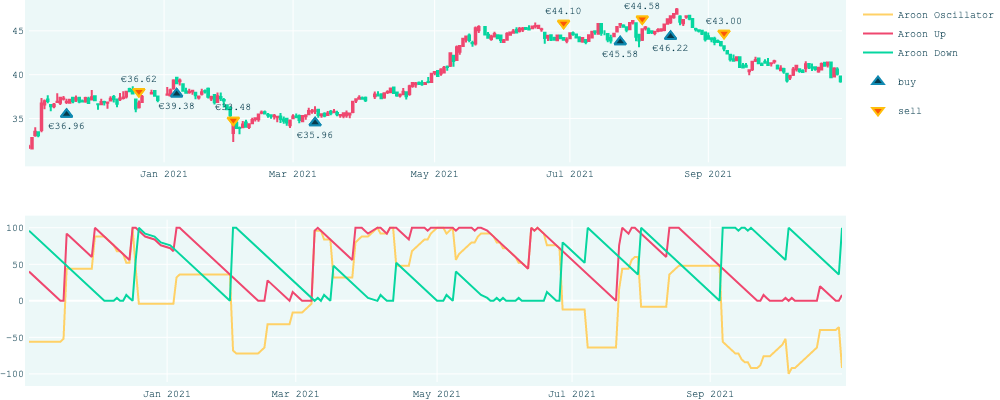 €44.58
€44.10
€43.00
Aroon Oscillator
Aroon Up
Aroon Down
buy
sell
45
40
35
€36.62
€36.96
€39.38
€35.96
€45.58
€46.22
Jan 2021
Mar 2021
May 2021
Jul 2021
Sep 2021
100
50
0
−50
−100
Jan 2021
Mar 2021
May 2021
Jul 2021
Sep 2021